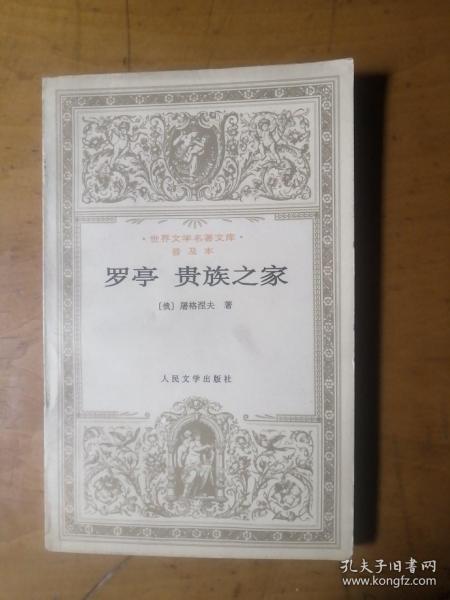 ·世界文学名著文库·
普及本
罗亭 贵族之家
〔俄〕屠格涅夫 著
人民文学出版社
孔夫子旧书网
www.kongfz.com